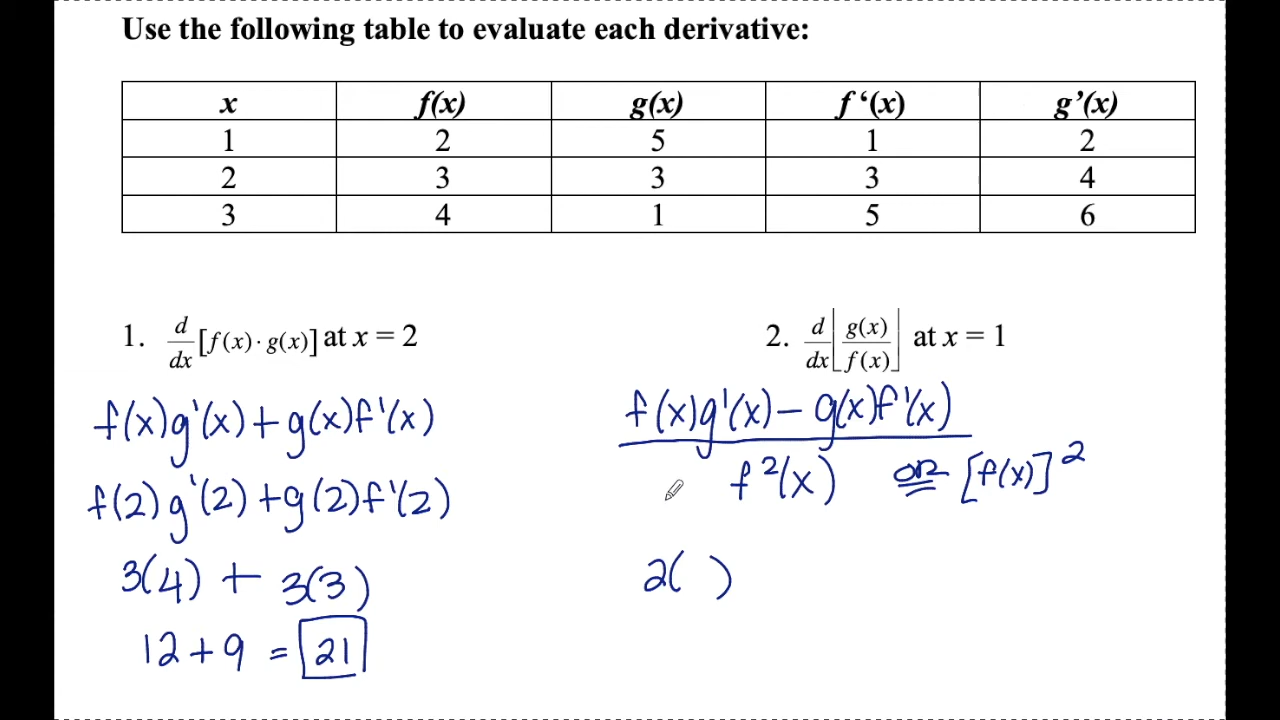 Use the following table to evaluate each derivative:
x f(x) g(x) f ‘(x) g’(x)
1 2 5 1 2
2 3 3 3 4
3 4 1 5 6
1. d/dx [f(x)·g(x)] at x = 2
f(x)g'(x)+g(x)f'(x)
f(2)g'(2)+g(2)f'(2)
3(4) + 3(3)
12+9 = 21
2. d/dx [g(x)/f(x)] at x = 1
f(x)g'(x)−g(x)f'(x)
f²(x) OR [f(x)]²
2( )